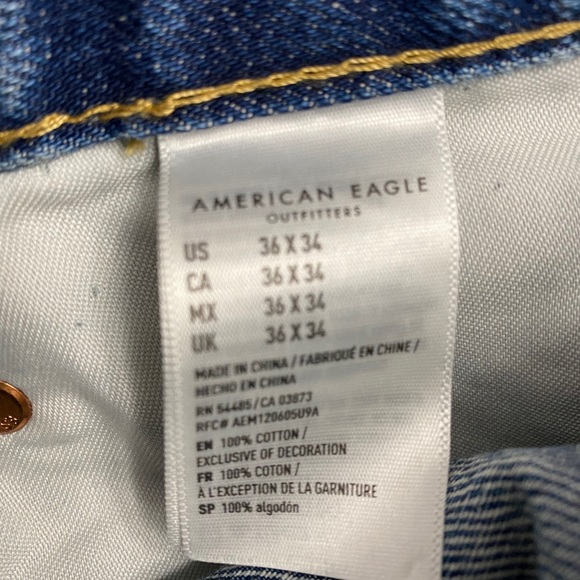 AMERICAN EAGLE
OUTFITTERS
US 36 X 34
CA 36 X 34
MX 36 X 34
UK 36 X 34
MADE IN CHINA / FABRIQUÉ EN CHINE /
HECHO EN CHINA
RN 54485/CA 03873
RFC# AEM120605U9A
EN 100% COTTON /
EXCLUSIVE OF DECORATION
FR 100% COTON /
À L'EXCEPTION DE LA GARNITURE
SP 100% algodón